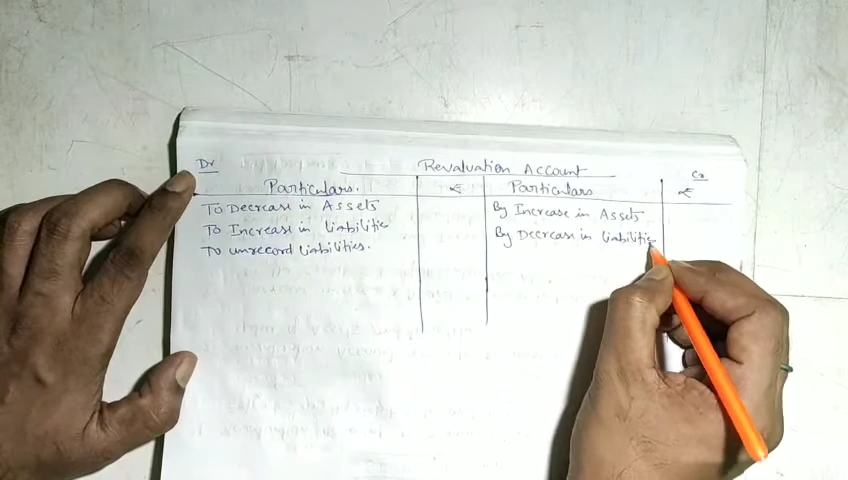 Revaluation Account
Dr Cr
Particulars. Particulars
To Decrease in Assets By Increase in Assets
To Increase in liabilities By Decrease in liabilities
To unrecord liabilities.